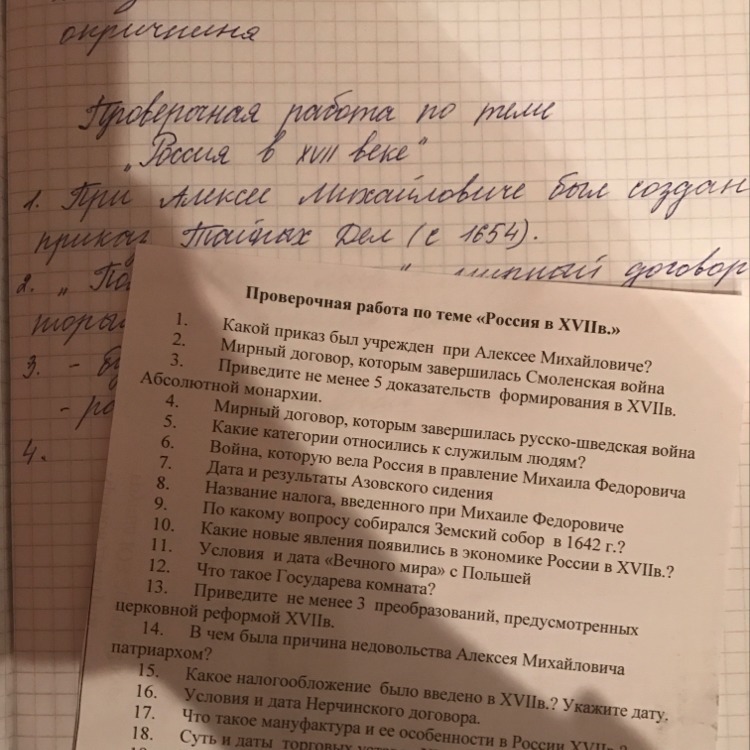 опричнина
Проверочная работа по теме
„Россия в XVII веке"
1. При Алексее Михайловиче был создан
приказ Тайных Дел (с 1654).
2. „ договор
3. -
-
4.
Проверочная работа по теме «Россия в XVIIв.»
1. Какой приказ был учрежден при Алексее Михайловиче?
2. Мирный договор, которым завершилась Смоленская война
3. Приведите не менее 5 доказательств формирования в XVIIв.
Абсолютной монархии.
4. Мирный договор, которым завершилась русско-шведская война
5. Какие категории относились к служилым людям?
6. Война, которую вела Россия в правление Михаила Федоровича
7. Дата и результаты Азовского сидения
8. Название налога, введенного при Михаиле Федоровиче
9. По какому вопросу собирался Земский собор в 1642 г.?
10. Какие новые явления появились в экономике России в XVIIв.?
11. Условия и дата «Вечного мира» с Польшей
12. Что такое Государева комната?
13. Приведите не менее 3 преобразований, предусмотренных
церковной реформой XVIIв.
14. В чем была причина недовольства Алексея Михайловича
патриархом?
15. Какое налогообложение было введено в XVIIв.? Укажите дату.
16. Условия и дата Нерчинского договора.
17. Что такое мануфактура и ее особенности в России
18. Суть и даты торговых